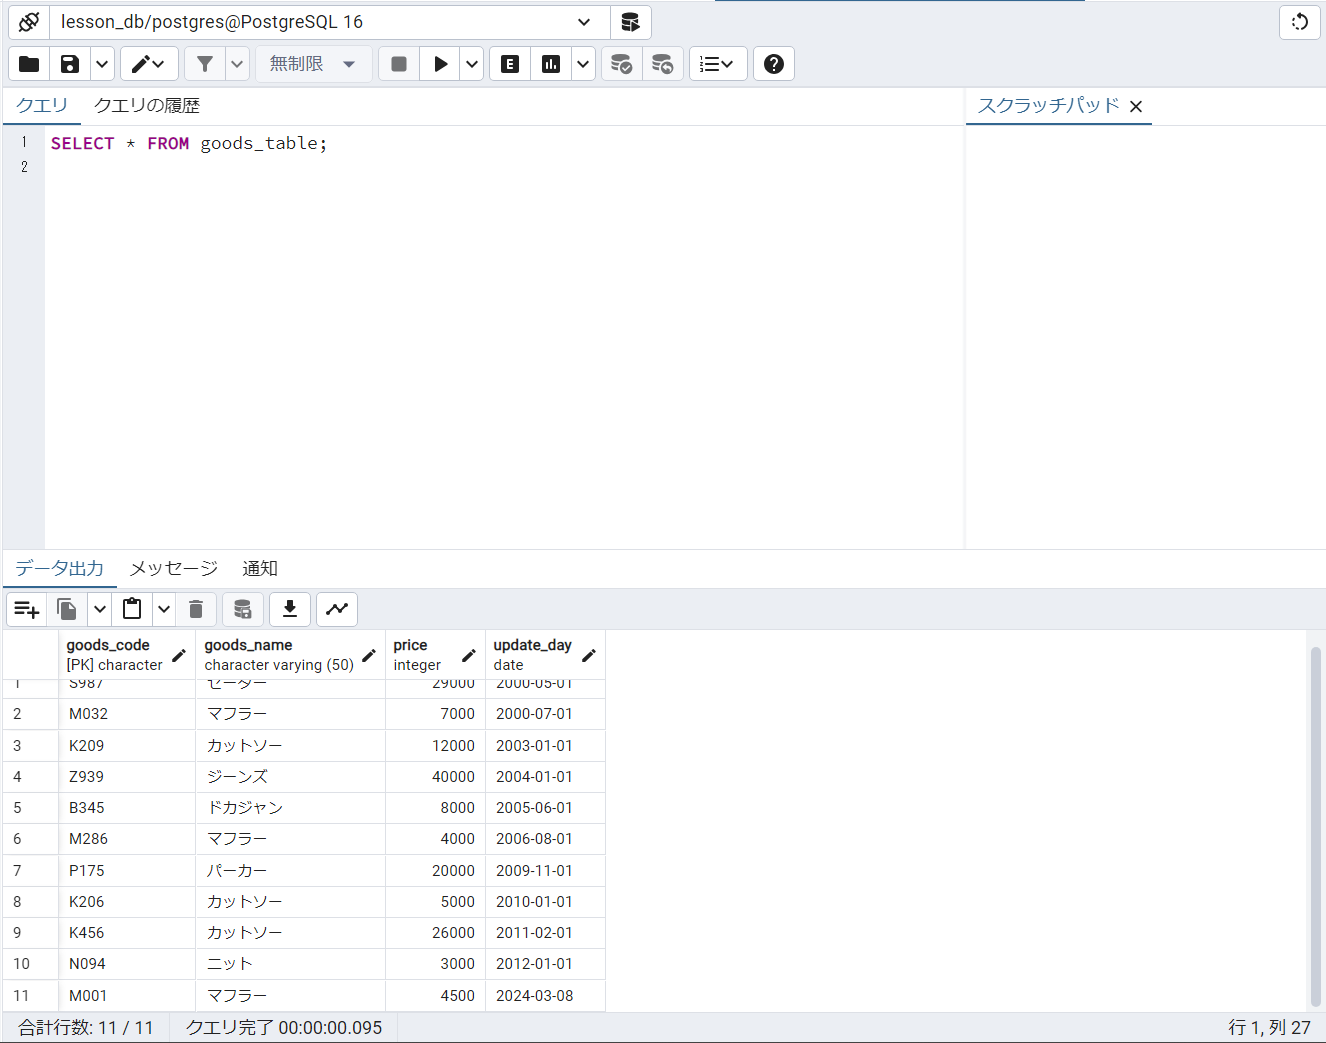 lesson_db/postgres@PostgreSQL 16
無制限
E
クエリ クエリの履歴 スクラッチパッド
1 SELECT * FROM goods_table;
2
データ出力 メッセージ 通知
goods_code goods_name price update_day
[PK] character character varying (50) integer date
1 S987 セーター 29000 2000-05-01
2 M032 マフラー 7000 2000-07-01
3 K209 カットソー 12000 2003-01-01
4 Z939 ジーンズ 40000 2004-01-01
5 B345 ドカジャン 8000 2005-06-01
6 M286 マフラー 4000 2006-08-01
7 P175 パーカー 20000 2009-11-01
8 K206 カットソー 5000 2010-01-01
9 K456 カットソー 26000 2011-02-01
10 N094 ニット 3000 2012-01-01
11 M001 マフラー 4500 2024-03-08
合計行数: 11 / 11 クエリ完了 00:00:00.095 行 1, 列 27